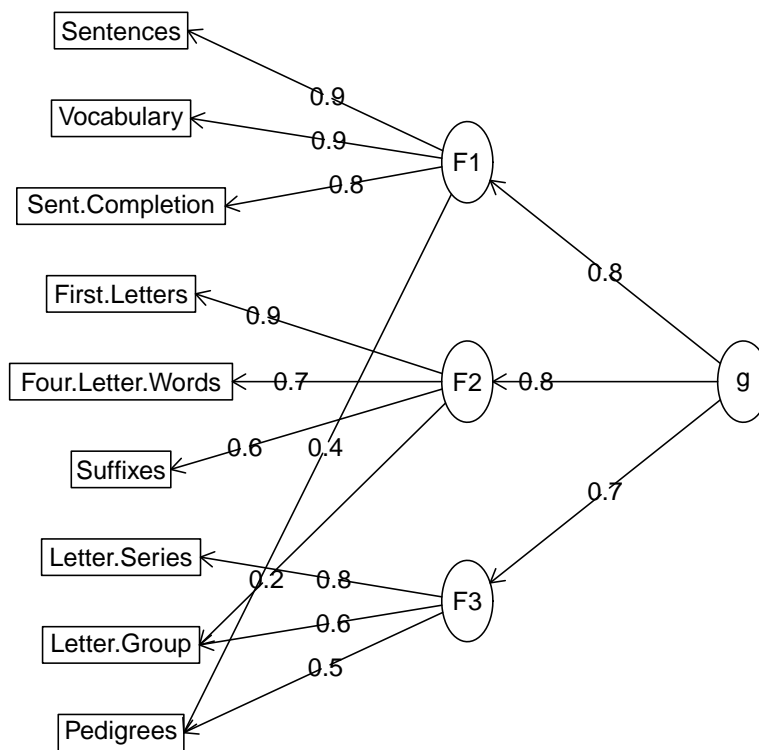 Sentences
0.9
Vocabulary
0.9
F1
Sent.Completion
0.8
0.8
First.Letters
0.9
Four.Letter.Words
0.7
F2
0.8
g
Suffixes
0.6
0.4
0.7
Letter.Series
0.2
0.8
F3
Letter.Group
0.6
0.5
Pedigrees